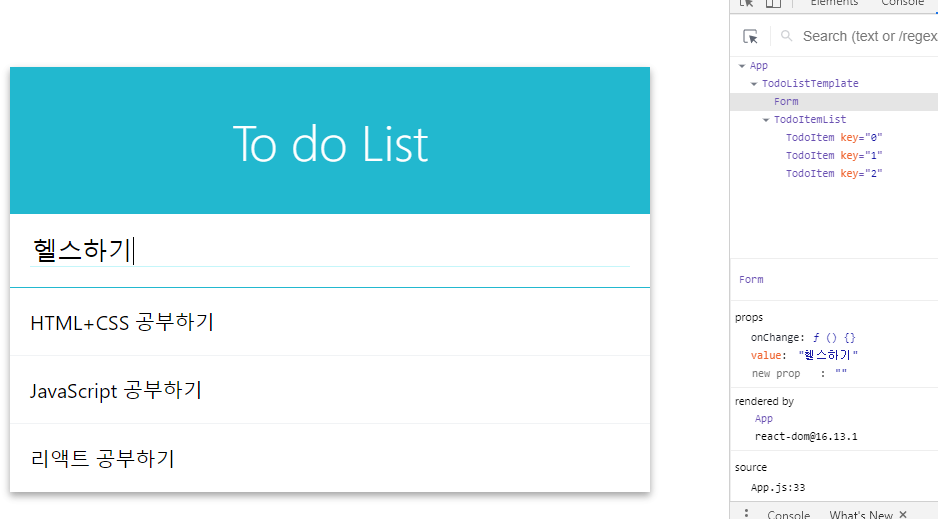 Elements Console
Search (text or /regex
App
TodoListTemplate
Form
TodoItemList
TodoItem key="0"
TodoItem key="1"
TodoItem key="2"
To do List
헬스하기
HTML+CSS 공부하기
JavaScript 공부하기
리액트 공부하기
Form
props
onChange: ƒ () {}
value: "헬스하기"
new prop : ""
rendered by
App
react-dom@16.13.1
source
App.js:33
Console What's New ✕